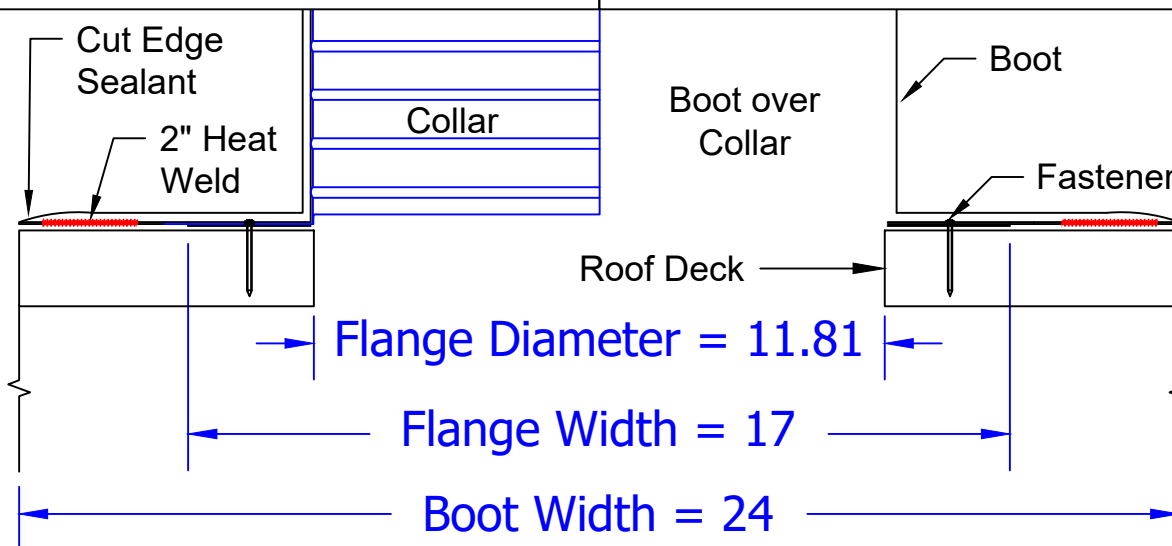 Cut Edge
Sealant
2" Heat
Weld
Collar
Boot over
Collar
Boot
Fastener
Roof Deck
Flange Diameter = 11.81
Flange Width = 17
Boot Width = 24